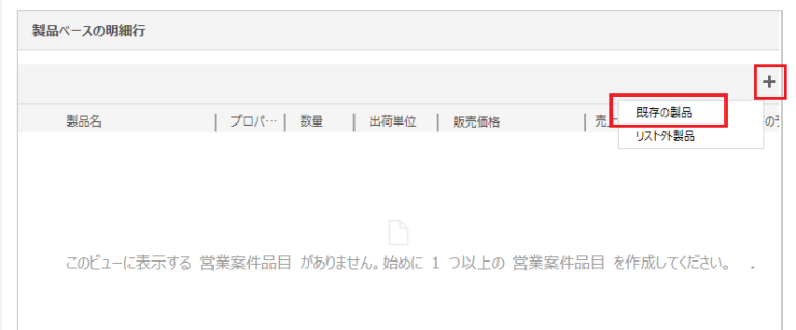 製品ベースの明細行
+
既存の製品
製品名 プロパ… 数量 出荷単位 販売価格 売上
リスト外製品
このビューに表示する 営業案件品目 がありません。始めに 1 つ以上の 営業案件品目 を作成してください。 .